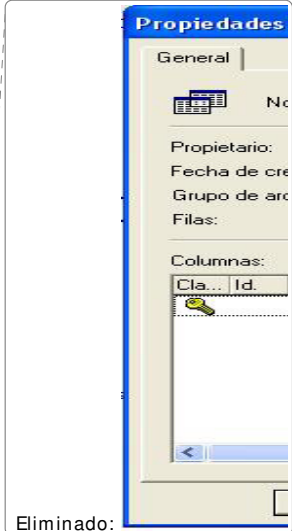 Propiedades
General
No
Propietario:
Fecha de cre
Grupo de arc
Filas:
Columnas:
Cla... Id.
Eliminado: